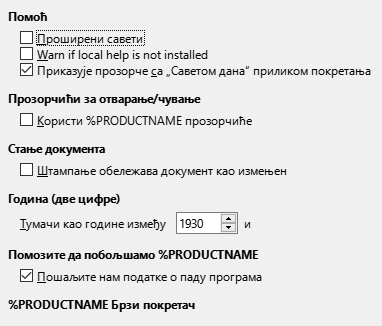 Помоћ
Проширени савети
Warn if local help is not installed
Приказује прозорче са „Саветом дана“ приликом покретања
Прозорчићи за отварање/чување
Користи %PRODUCTNAME прозорчиће
Стање документа
Штампање обележава документ као измењен
Година (две цифре)
Тумачи као године између 1930 и
Помозите да побољшамо %PRODUCTNAME
Пошаљите нам податке о паду програма
%PRODUCTNAME Брзи покретач